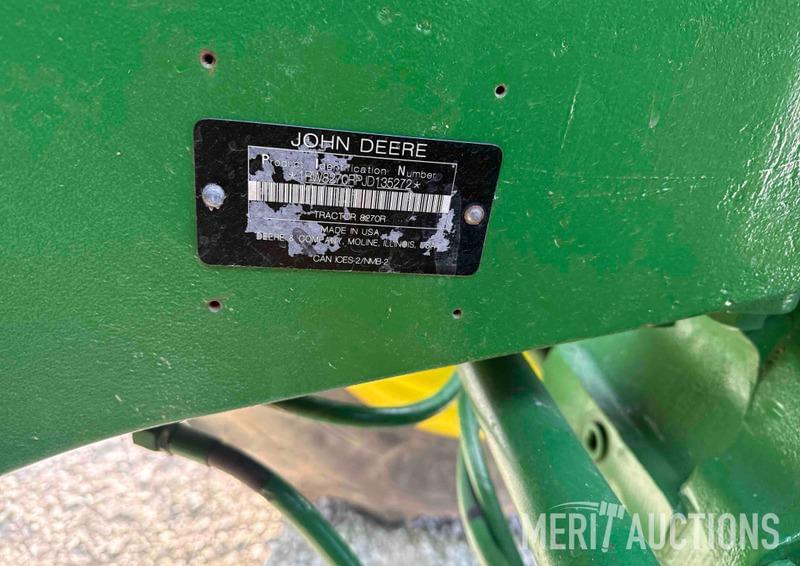 JOHN DEERE
Product Identification Number
*1RW8270RPJD135272*
TRACTOR 8270R
MADE IN USA
DEERE & COMPANY, MOLINE, ILLINOIS, USA
CAN ICES-2/NMB-2
MERIT AUCTIONS